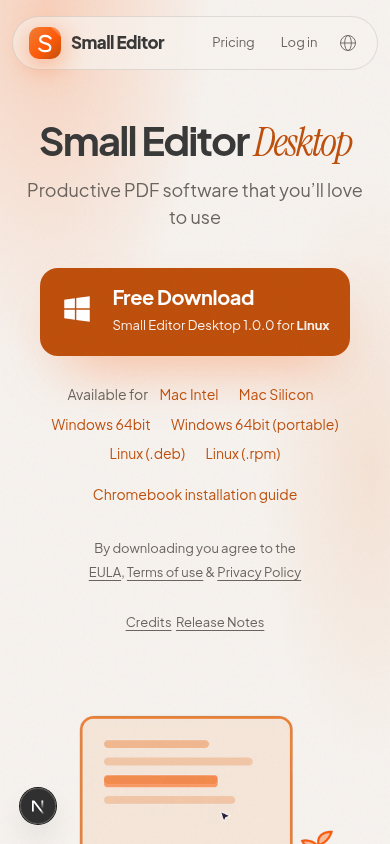 S Small Editor Pricing Log in
Small Editor Desktop
Productive PDF software that you’ll love
to use
Free Download
Small Editor Desktop 1.0.0 for Linux
Available for Mac Intel Mac Silicon
Windows 64bit Windows 64bit (portable)
Linux (.deb) Linux (.rpm)
Chromebook installation guide
By downloading you agree to the
EULA, Terms of use & Privacy Policy
Credits Release Notes
N